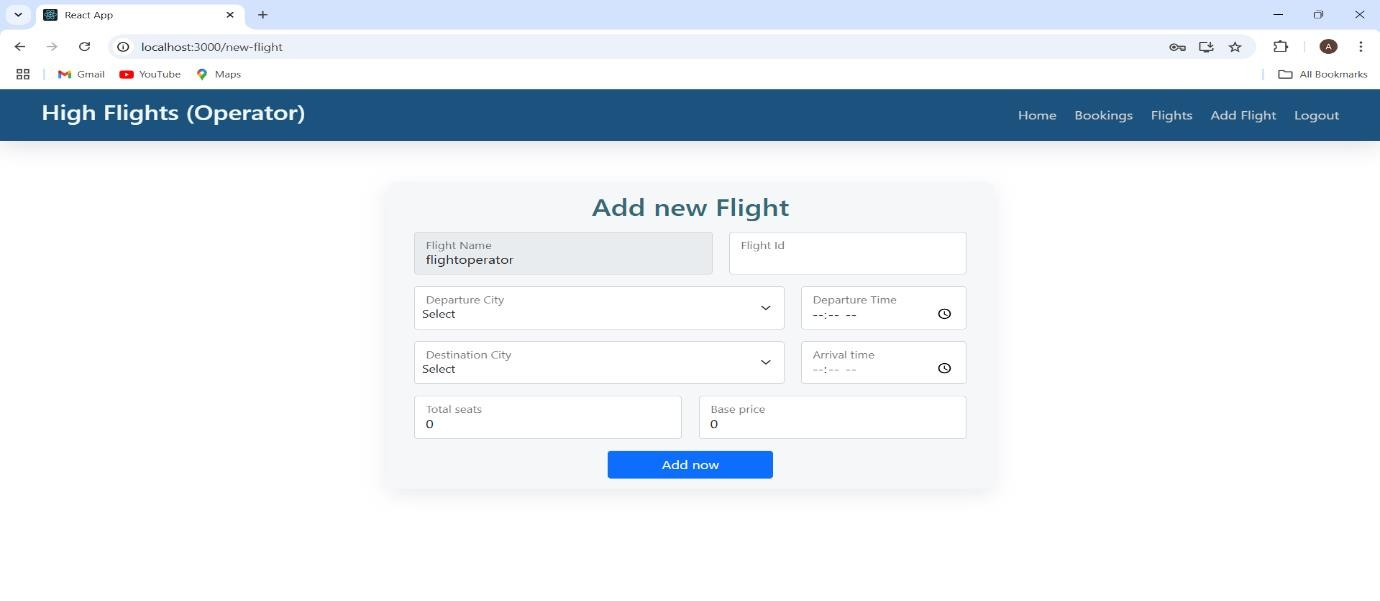 React App
localhost:3000/new-flight
A
Gmail YouTube Maps All Bookmarks
High Flights (Operator) Home Bookings Flights Add Flight Logout
Add new Flight
Flight Name
flightoperator
Flight Id
Departure City
Select
Departure Time
--:-- --
Destination City
Select
Arrival time
--:-- --
Total seats
0
Base price
0
Add now